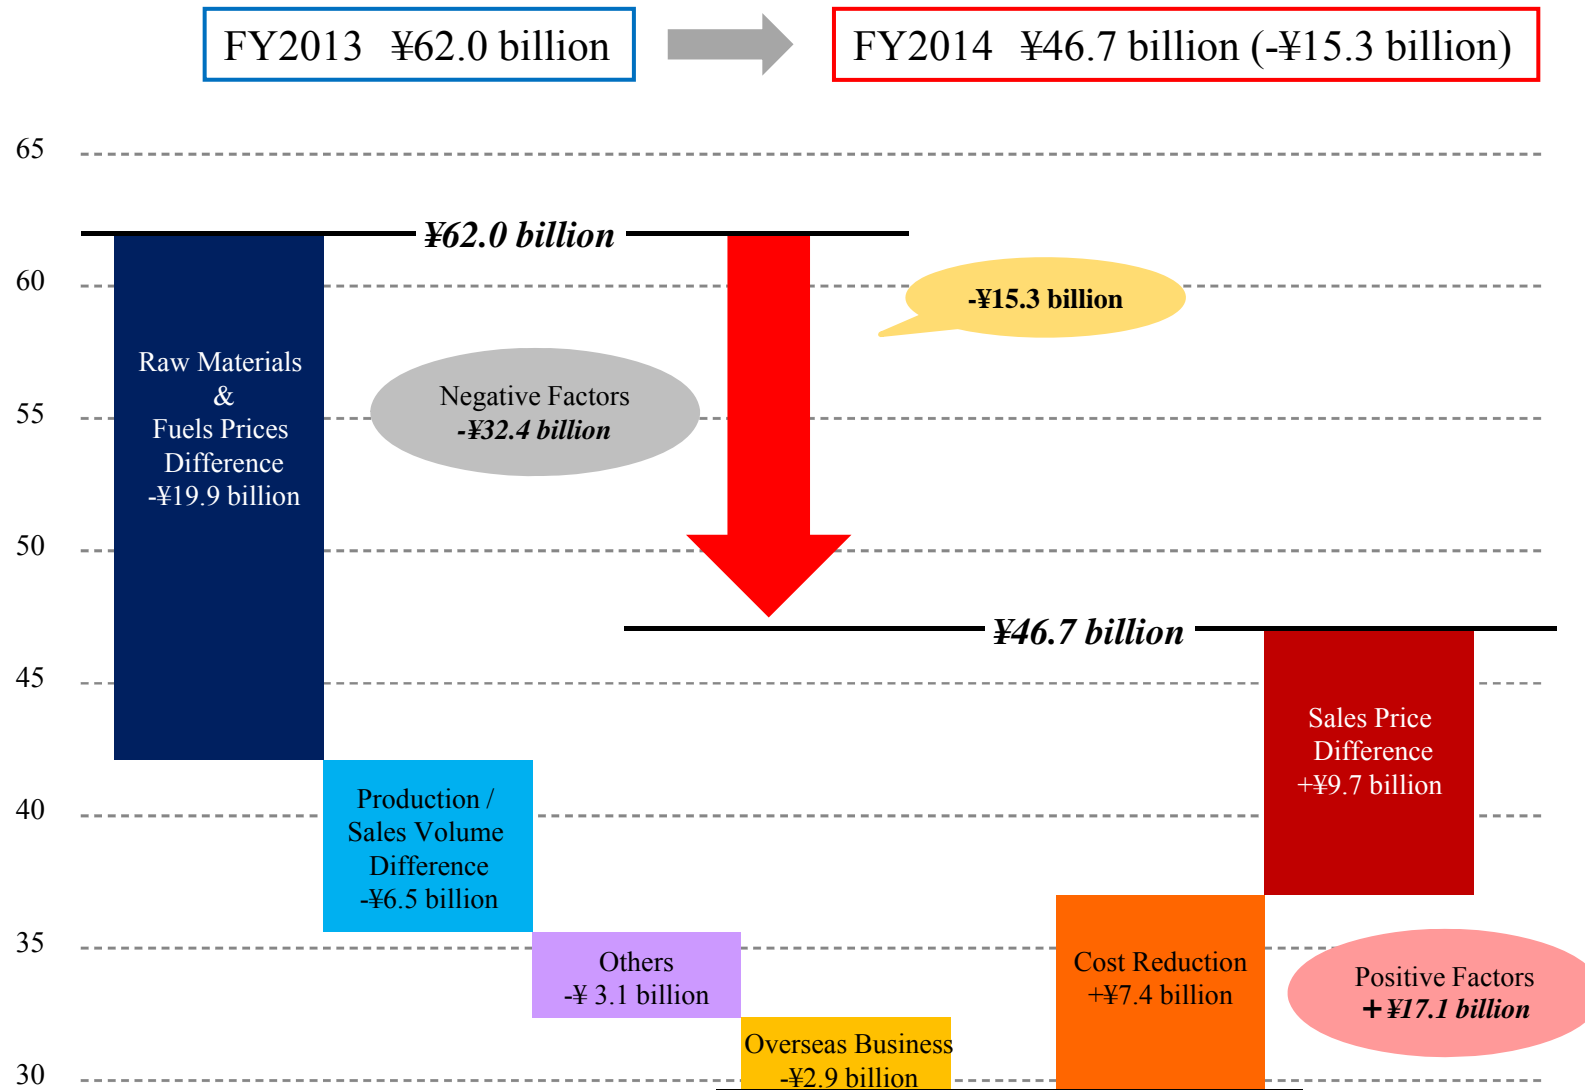 FY2013 ¥62.0 billion
FY2014 ¥46.7 billion (-¥15.3 billion)
65
¥62.0 billion
60
-¥15.3 billion
Raw Materials
&
Fuels Prices
Difference
-¥19.9 billion
Negative Factors
-¥32.4 billion
55
50
¥46.7 billion
45
Sales Price
Difference
+¥9.7 billion
40
Production /
Sales Volume
Difference
-¥6.5 billion
35
Others
-¥ 3.1 billion
Cost Reduction
+¥7.4 billion
Positive Factors
+¥17.1 billion
Overseas Business
-¥2.9 billion
30